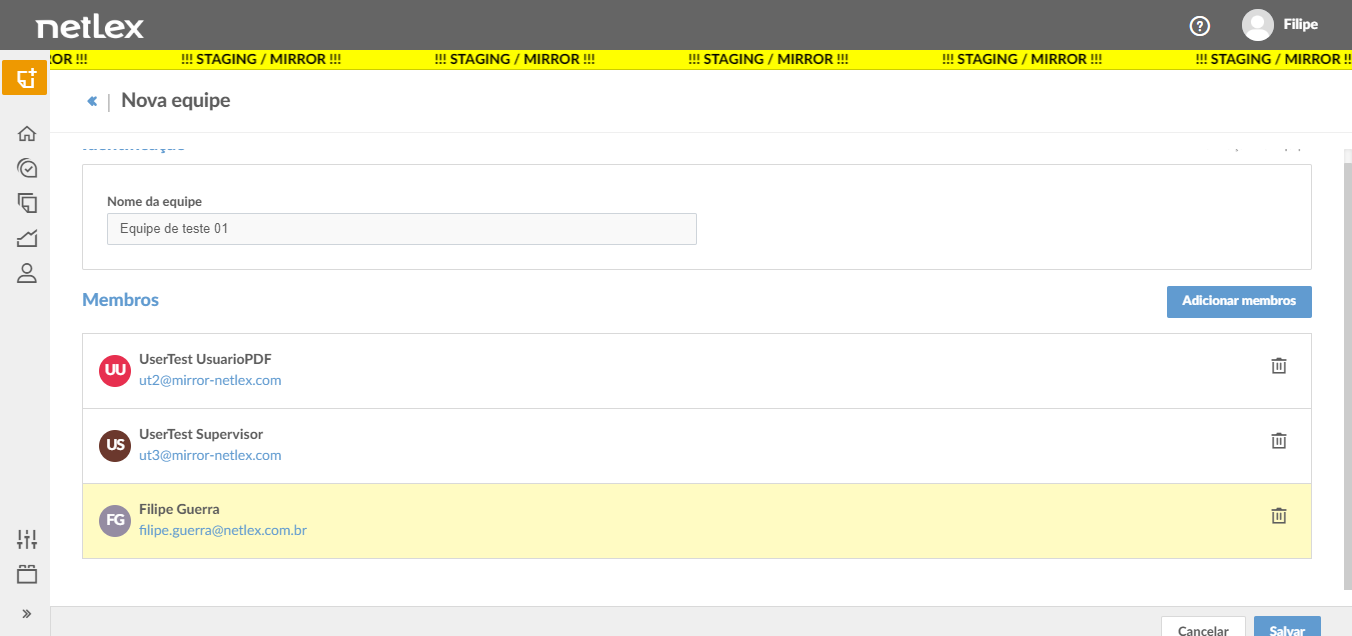 netlex
?
Filipe
ROR !!! !!! STAGING / MIRROR !!! !!! STAGING / MIRROR !!! !!! STAGING / MIRROR !!! !!! STAGING / MIRROR !!! !!! STAGING / MIRROR !!
« | Nova equipe
Nome da equipe
Equipe de teste 01
Membros
Adicionar membros
UU
UserTest UsuarioPDF
ut2@mirror-netlex.com
US
UserTest Supervisor
ut3@mirror-netlex.com
FG
Filipe Guerra
filipe.guerra@netlex.com.br
»
Cancelar
Salvar